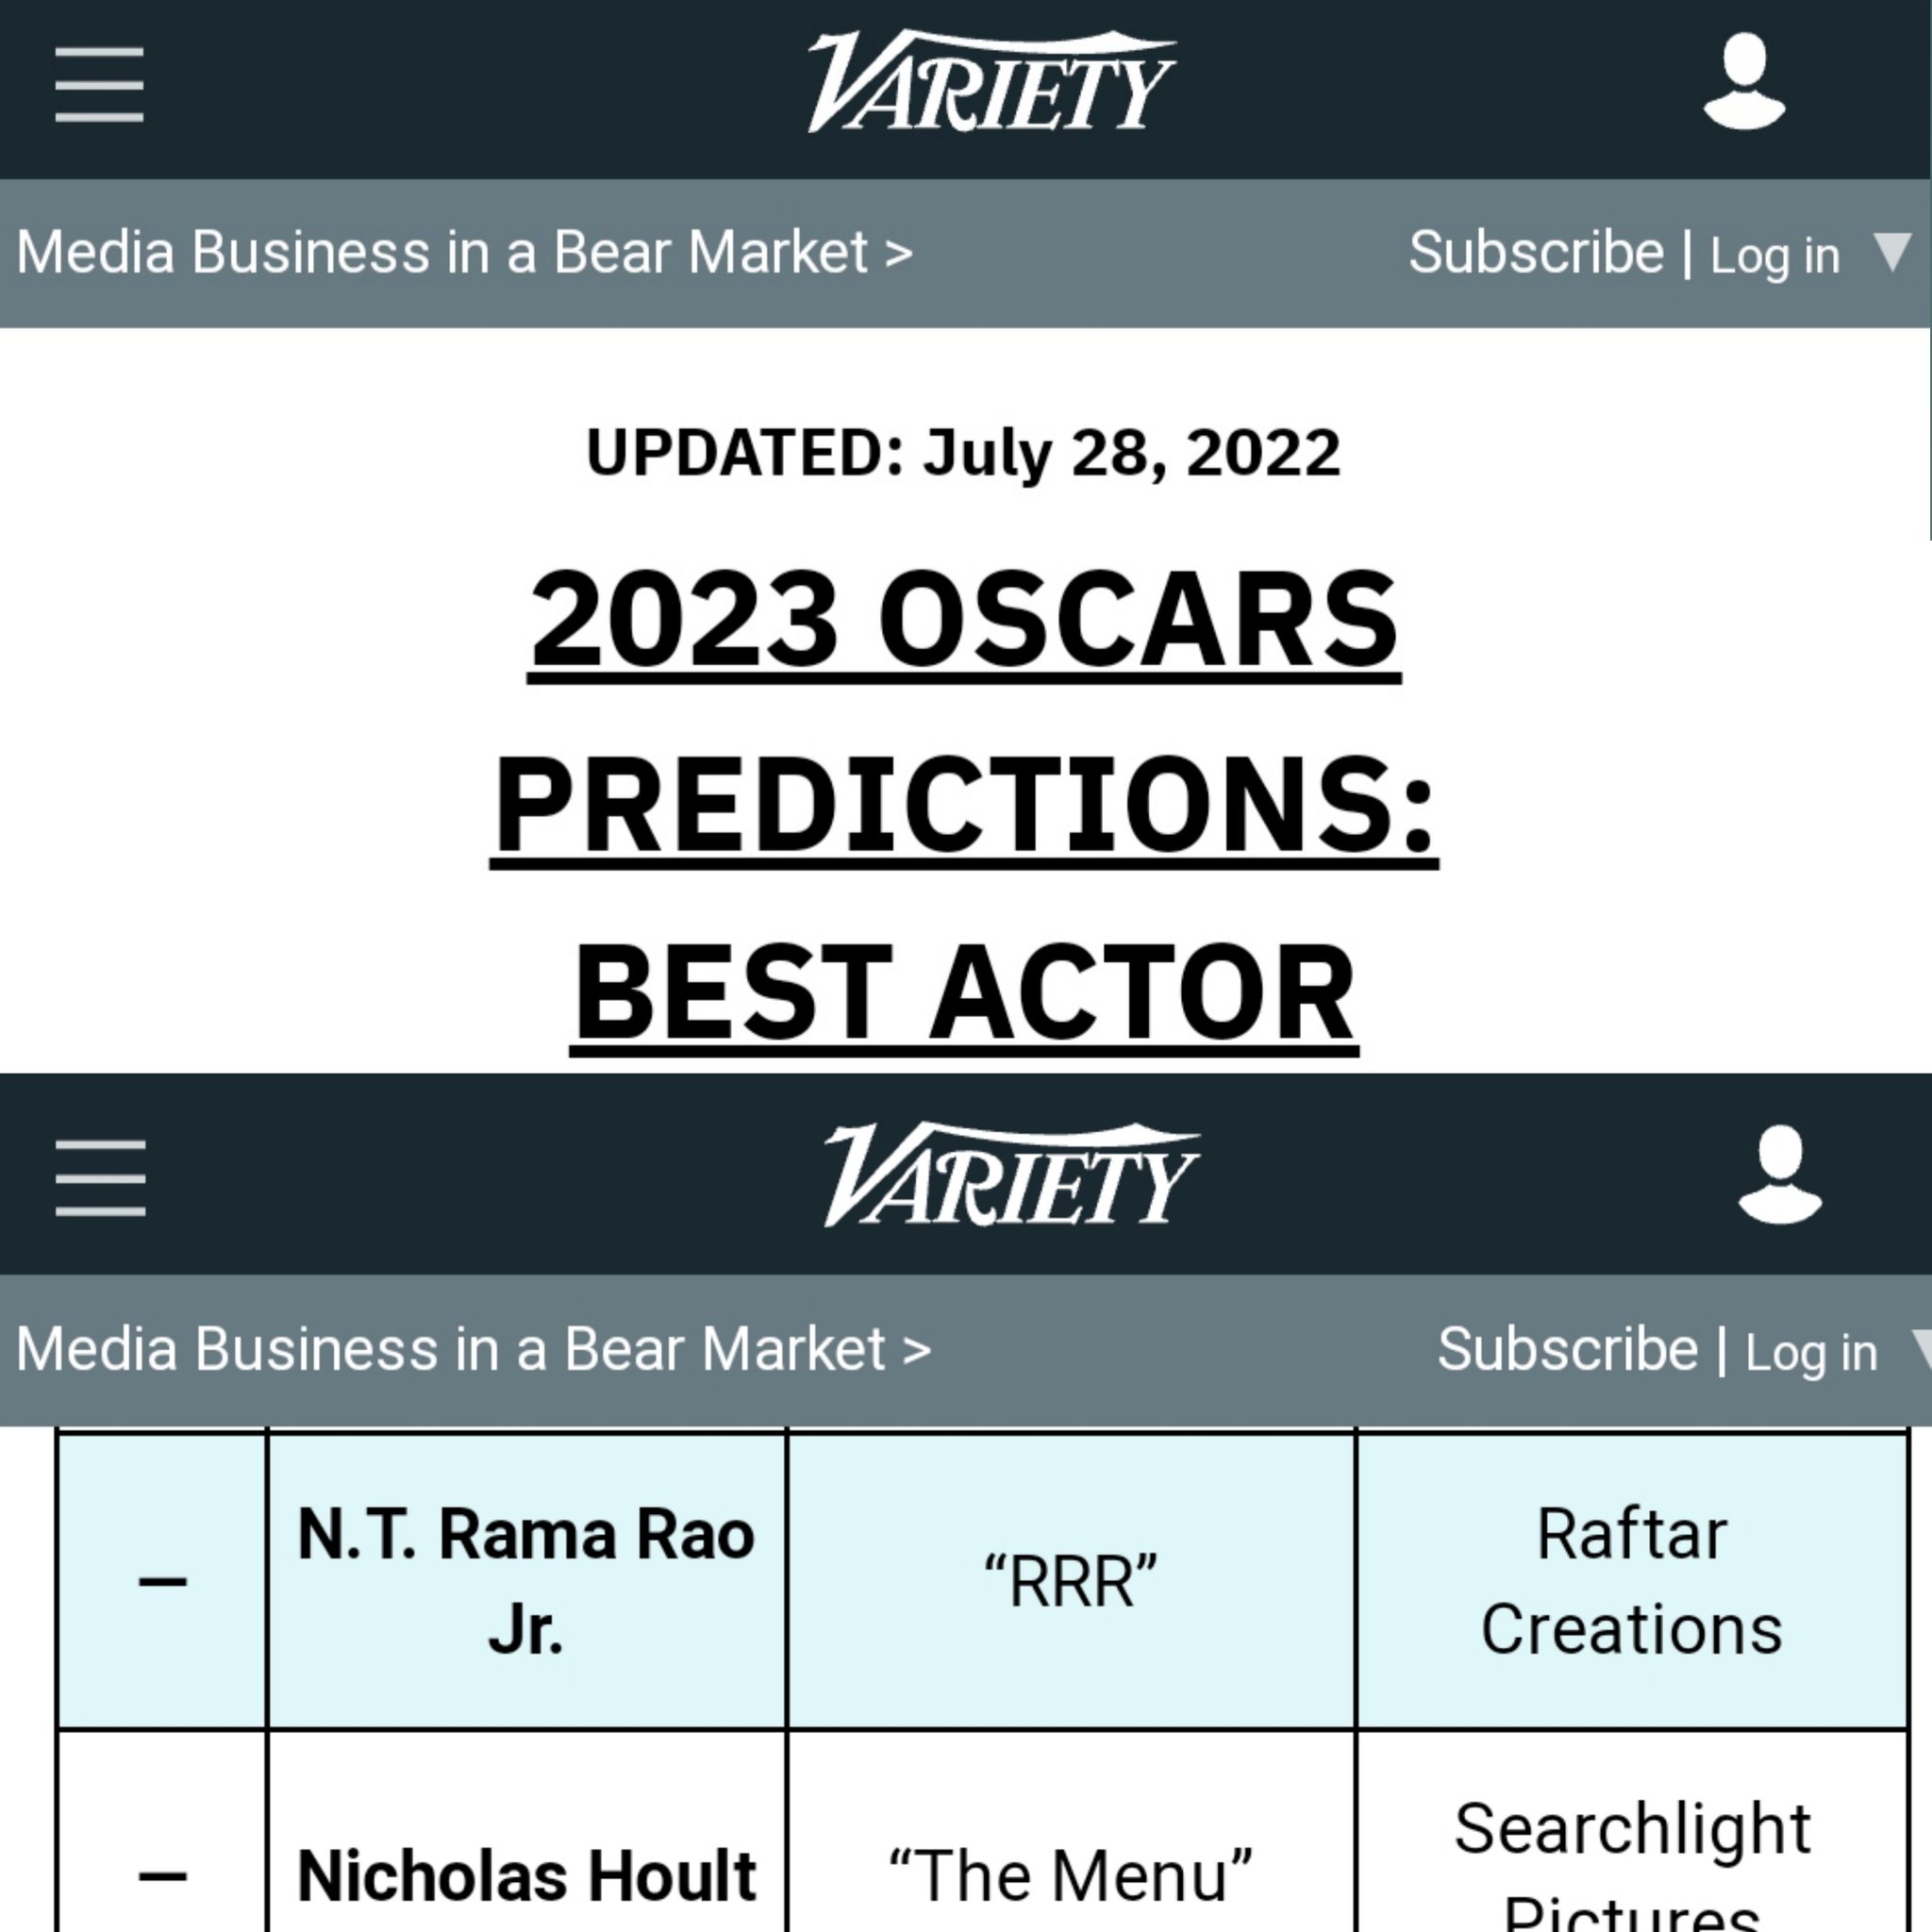 VARIETY
Media Business in a Bear Market >
Subscribe | Log in
UPDATED: July 28, 2022
2023 OSCARS
PREDICTIONS:
BEST ACTOR
VARIETY
Media Business in a Bear Market >
Subscribe | Log in
–
N.T. Rama Rao
Jr.
“RRR”
Raftar
Creations
–
Nicholas Hoult
“The Menu”
Searchlight
Pictures